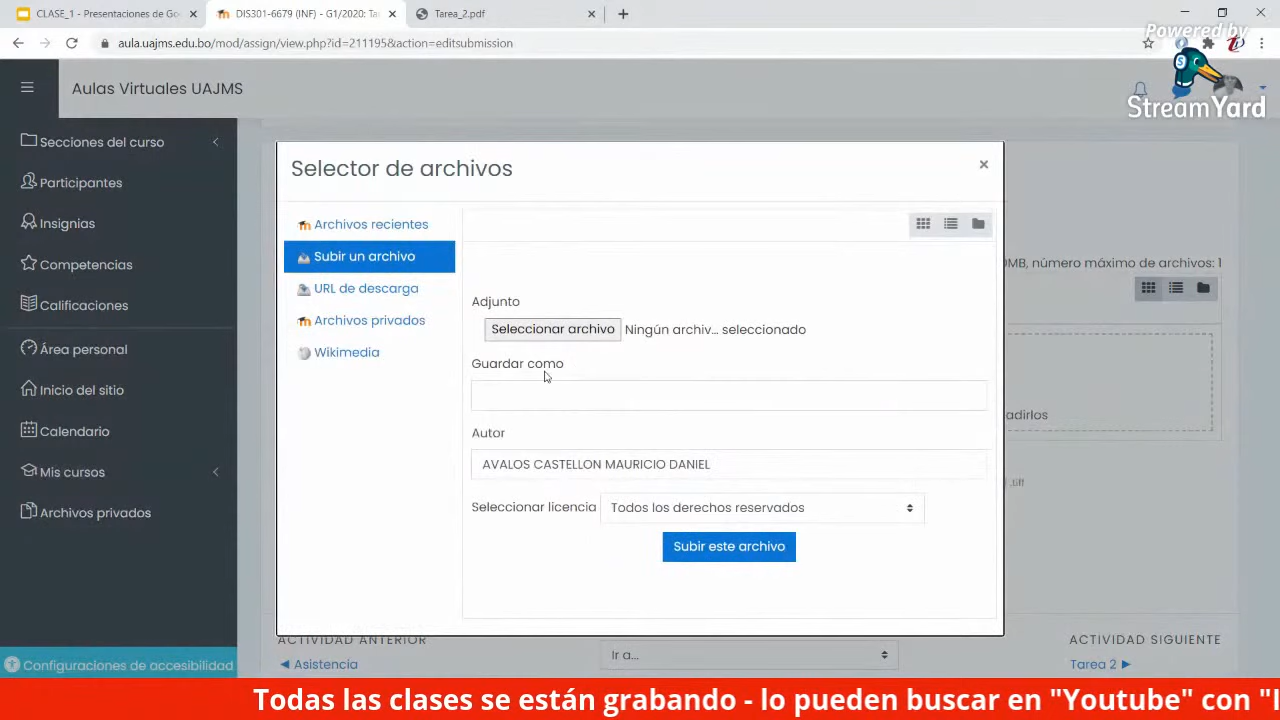 CLASE_1 - Presentaciones de Go
DIS301-6679 (INF) - G1/2020: Ta
Tarea_2.pdf
aula.uajms.edu.bo/mod/assign/view.php?id=211195&action=editsubmission
Powered by
StreamYard
Aulas Virtuales UAJMS
Secciones del curso
Participantes
Insignias
Competencias
Calificaciones
Área personal
Inicio del sitio
Calendario
Mis cursos
Archivos privados
Configuraciones de accesibilidad
Selector de archivos
Archivos recientes
Subir un archivo
URL de descarga
Archivos privados
Wikimedia
Adjunto
Seleccionar archivo Ningún archiv... seleccionado
Guardar como
Autor
AVALOS CASTELLON MAURICIO DANIEL
Seleccionar licencia Todos los derechos reservados
Subir este archivo
MB, número máximo de archivos: 1
adirlos
.tiff
ACTIVIDAD ANTERIOR
Asistencia
Ir a...
ACTIVIDAD SIGUIENTE
Tarea 2
Todas las clases se están grabando - lo pueden buscar en "Youtube" con "